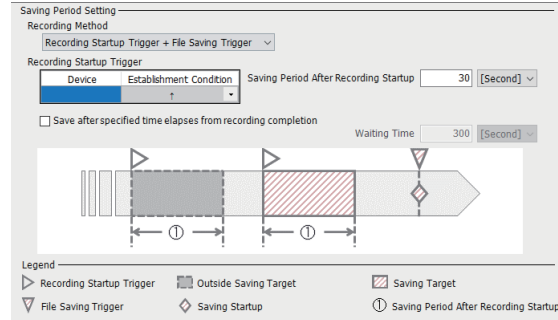 Saving Period Setting
Recording Method
Recording Startup Trigger + File Saving Trigger
Recording Startup Trigger
Device Establishment Condition Saving Period After Recording Startup 30 [Second]
↑
Save after specified time elapses from recording completion
Waiting Time 300 [Second]
① ①
Legend
Recording Startup Trigger Outside Saving Target Saving Target
File Saving Trigger Saving Startup ① Saving Period After Recording Startup